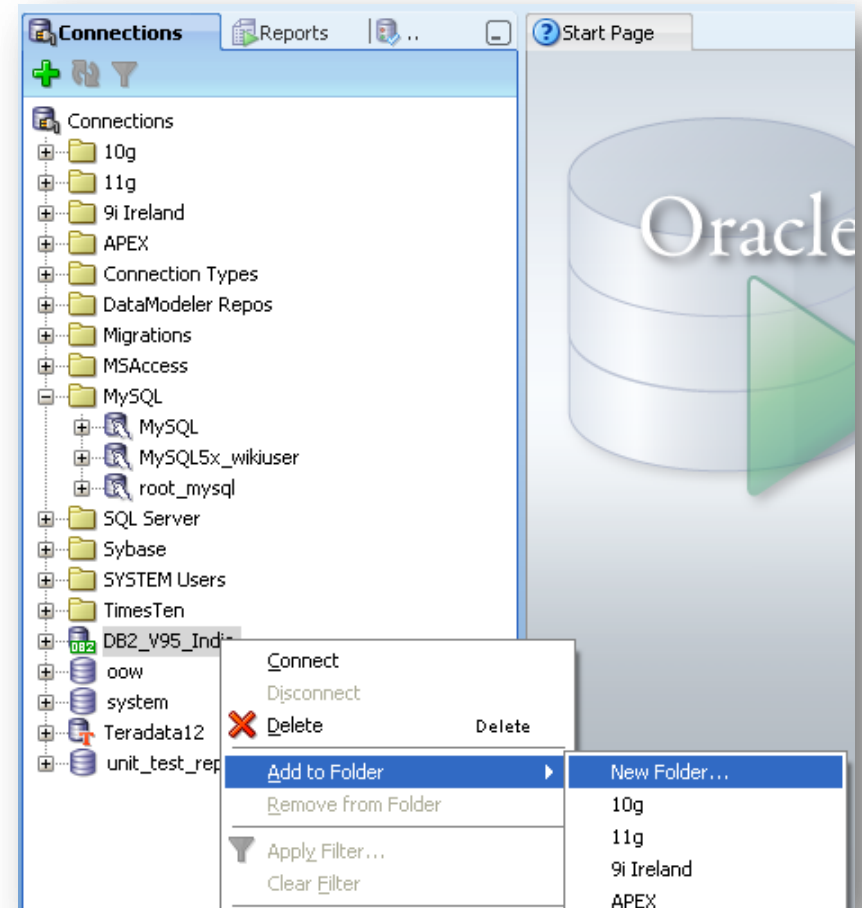 Connections
Reports
..
Start Page
Connections
10g
11g
9i Ireland
APEX
Connection Types
DataModeler Repos
Migrations
MSAccess
MySQL
MySQL
MySQL5x_wikiuser
root_mysql
SQL Server
Sybase
SYSTEM Users
TimesTen
DB2 DB2_V95_Indi
oow
system
Teradata12
unit_test_rep
Connect
Disconnect
Delete Delete
Add to Folder
Remove from Folder
Apply Filter...
Clear Filter
New Folder...
10g
11g
9i Ireland
APEX
Oracle